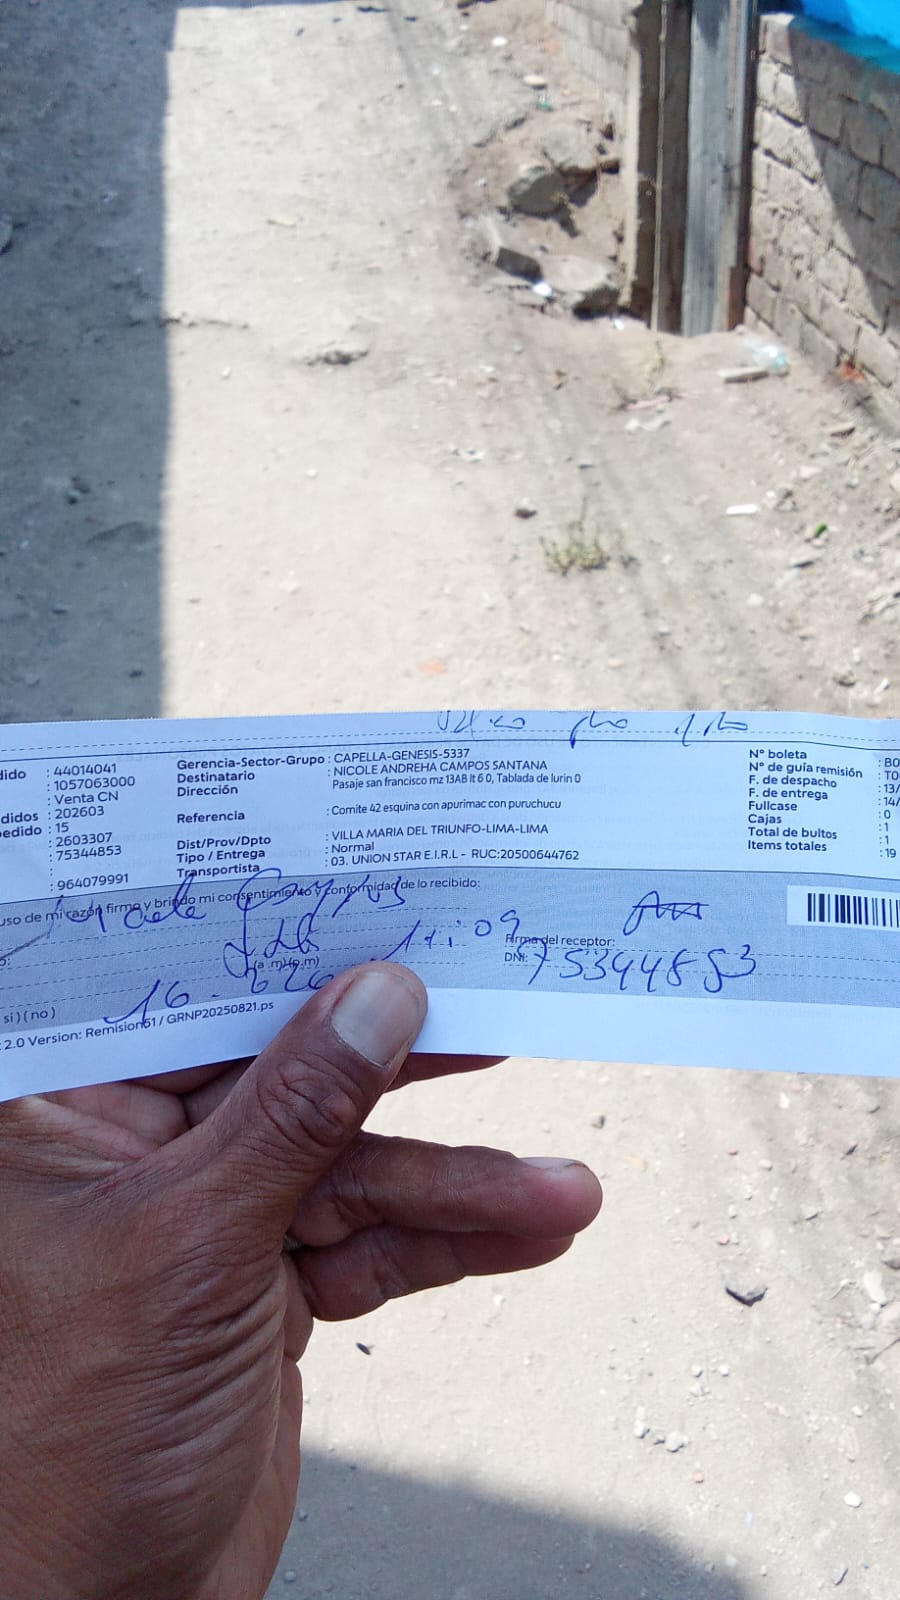 dido : 44014041
: 1057063000
: Venta CN
didos : 202603
pedido : 15
: 2603307
: 75344853
:
: 964079991
Gerencia-Sector-Grupo : CAPELLA-GENESIS-5337
Destinatario : NICOLE ANDREHA CAMPOS SANTANA
Dirección : Pasaje san francisco mz 13AB lt 6 0, Tablada de lurin 0
Referencia : Comite 42 esquina con apurimac con puruchucu
Dist/Prov/Dpto : VILLA MARIA DEL TRIUNFO-LIMA-LIMA
Tipo / Entrega : Normal
Transportista : 03. UNION STAR E.I.R.L - RUC:20500644762
N° boleta : B0
N° de guía remisión : T0
F. de despacho : 13/
F. de entrega : 14/
Fullcase : 0
Cajas : 1
Total de bultos : 1
Items totales : 19
uso de mi razón firmo y brindo mi consentimiento y conformidad de lo recibido:
(a .m) (p.m)
Firma del receptor:
DNI: 75344853
si ) ( no )
2.0 Version: Remision61 / GRNP20250821.ps